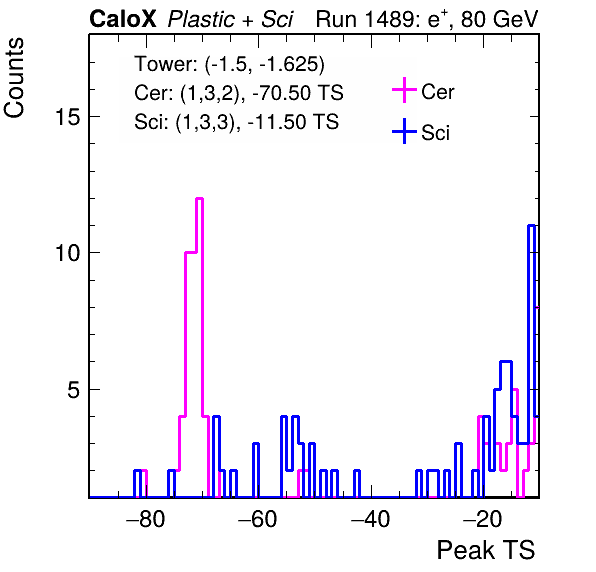 CaloX Plastic + Sci Run 1489: e⁺, 80 GeV
Counts
Tower: (-1.5, -1.625)
Cer: (1,3,2), -70.50 TS
Sci: (1,3,3), -11.50 TS
Cer
Sci
15
10
5
−80 −60 −40 −20
Peak TS